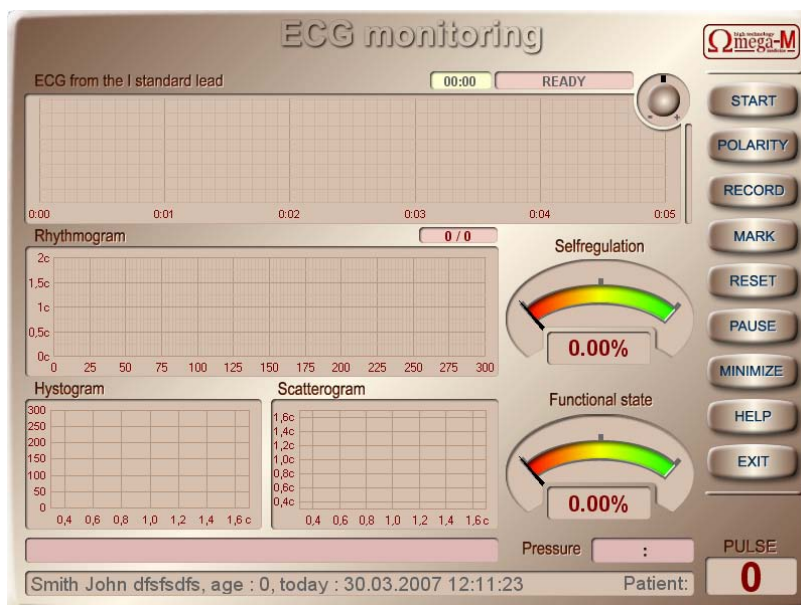 ECG monitoring
Omega-M
ECG from the I standard lead
00:00
READY
0:00 0:01 0:02 0:03 0:04 0:05
START
POLARITY
RECORD
MARK
RESET
PAUSE
MINIMIZE
HELP
EXIT
Rhythmogram
0 / 0
2c
1,5c
1c
0,5c
0c
0 25 50 75 100 125 150 175 200 225 250 275 300
Selfregulation
0.00%
Hystogram
300
250
200
150
100
50
0
0,4 0,6 0,8 1,0 1,2 1,4 1,6 c
Scatterogram
1,6c
1,4c
1,2c
1,0c
0,8c
0,6c
0,4c
0,4 0,6 0,8 1,0 1,2 1,4 1,6 c
Functional state
0.00%
Pressure :
PULSE
0
Smith John dfsfsdfs, age : 0, today : 30.03.2007 12:11:23 Patient: